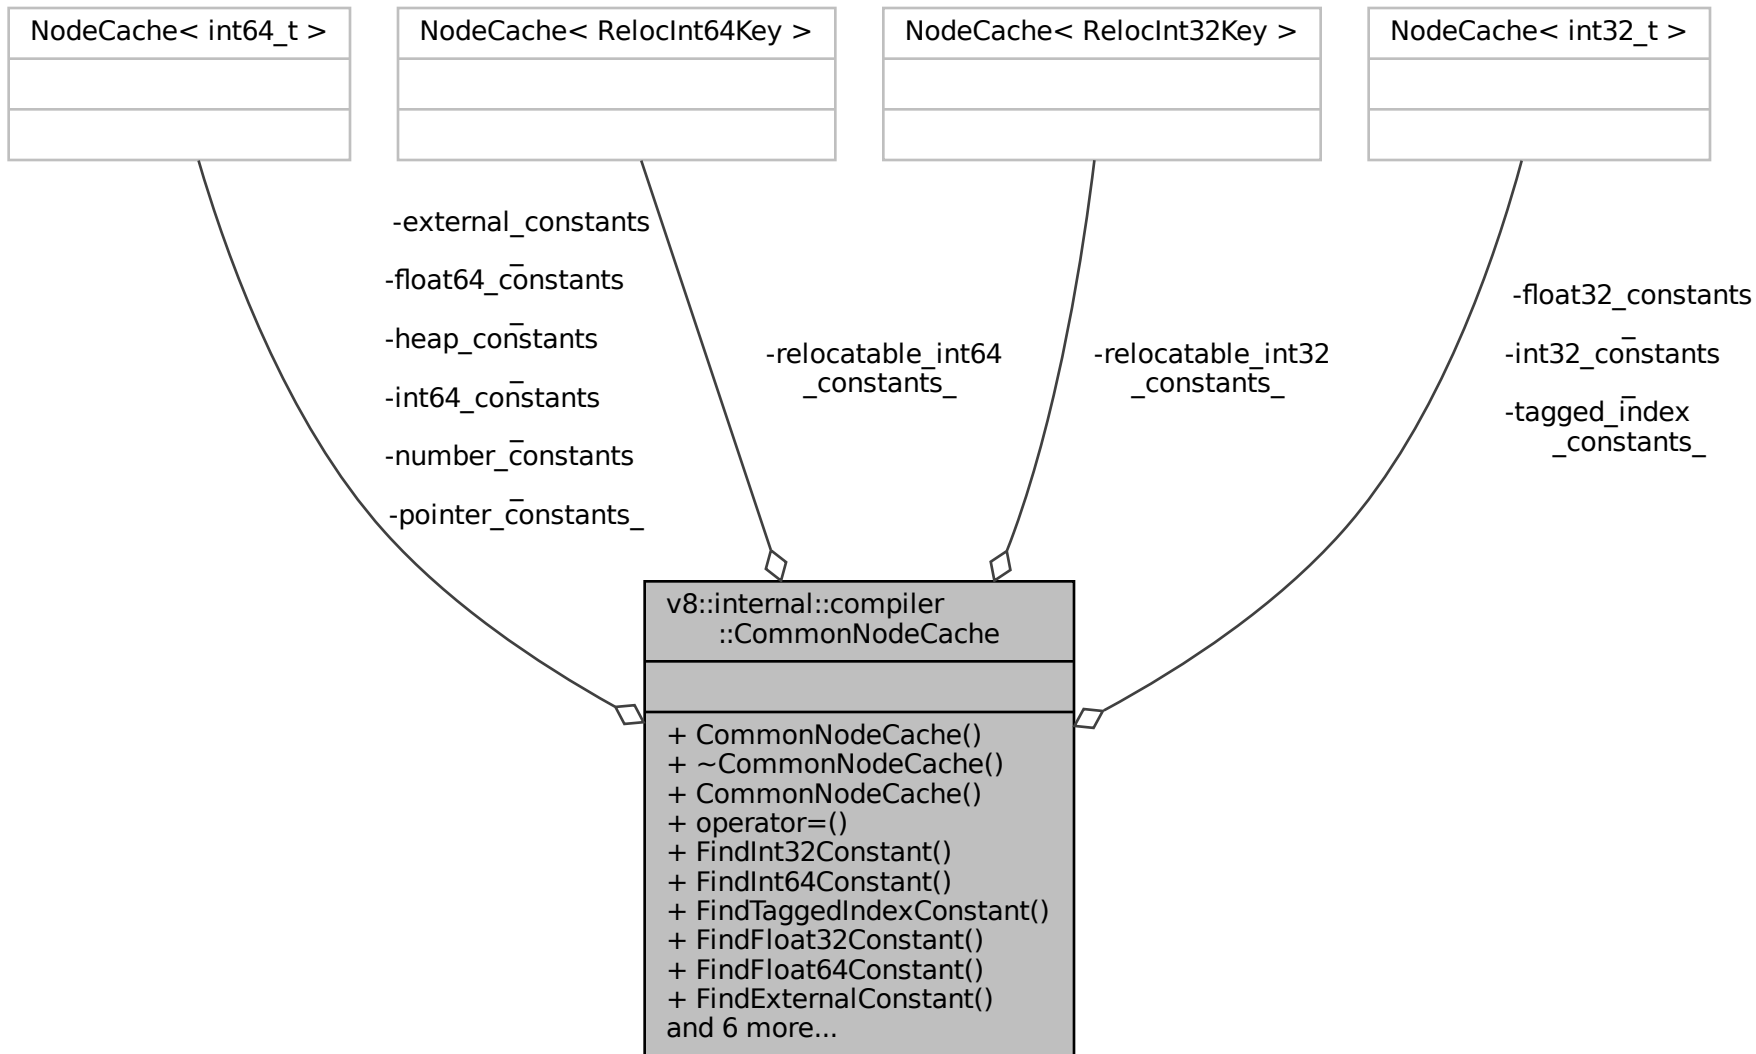 NodeCache< int64_t >
NodeCache< RelocInt64Key >
NodeCache< RelocInt32Key >
NodeCache< int32_t >
-external_constants
_
-float64_constants
_
-heap_constants
_
-int64_constants
_
-number_constants
_
-pointer_constants_
-relocatable_int64
_constants_
-relocatable_int32
_constants_
-float32_constants
_
-int32_constants
_
-tagged_index
_constants_
v8::internal::compiler
::CommonNodeCache
+ CommonNodeCache()
+ ~CommonNodeCache()
+ CommonNodeCache()
+ operator=()
+ FindInt32Constant()
+ FindInt64Constant()
+ FindTaggedIndexConstant()
+ FindFloat32Constant()
+ FindFloat64Constant()
+ FindExternalConstant()
and 6 more...